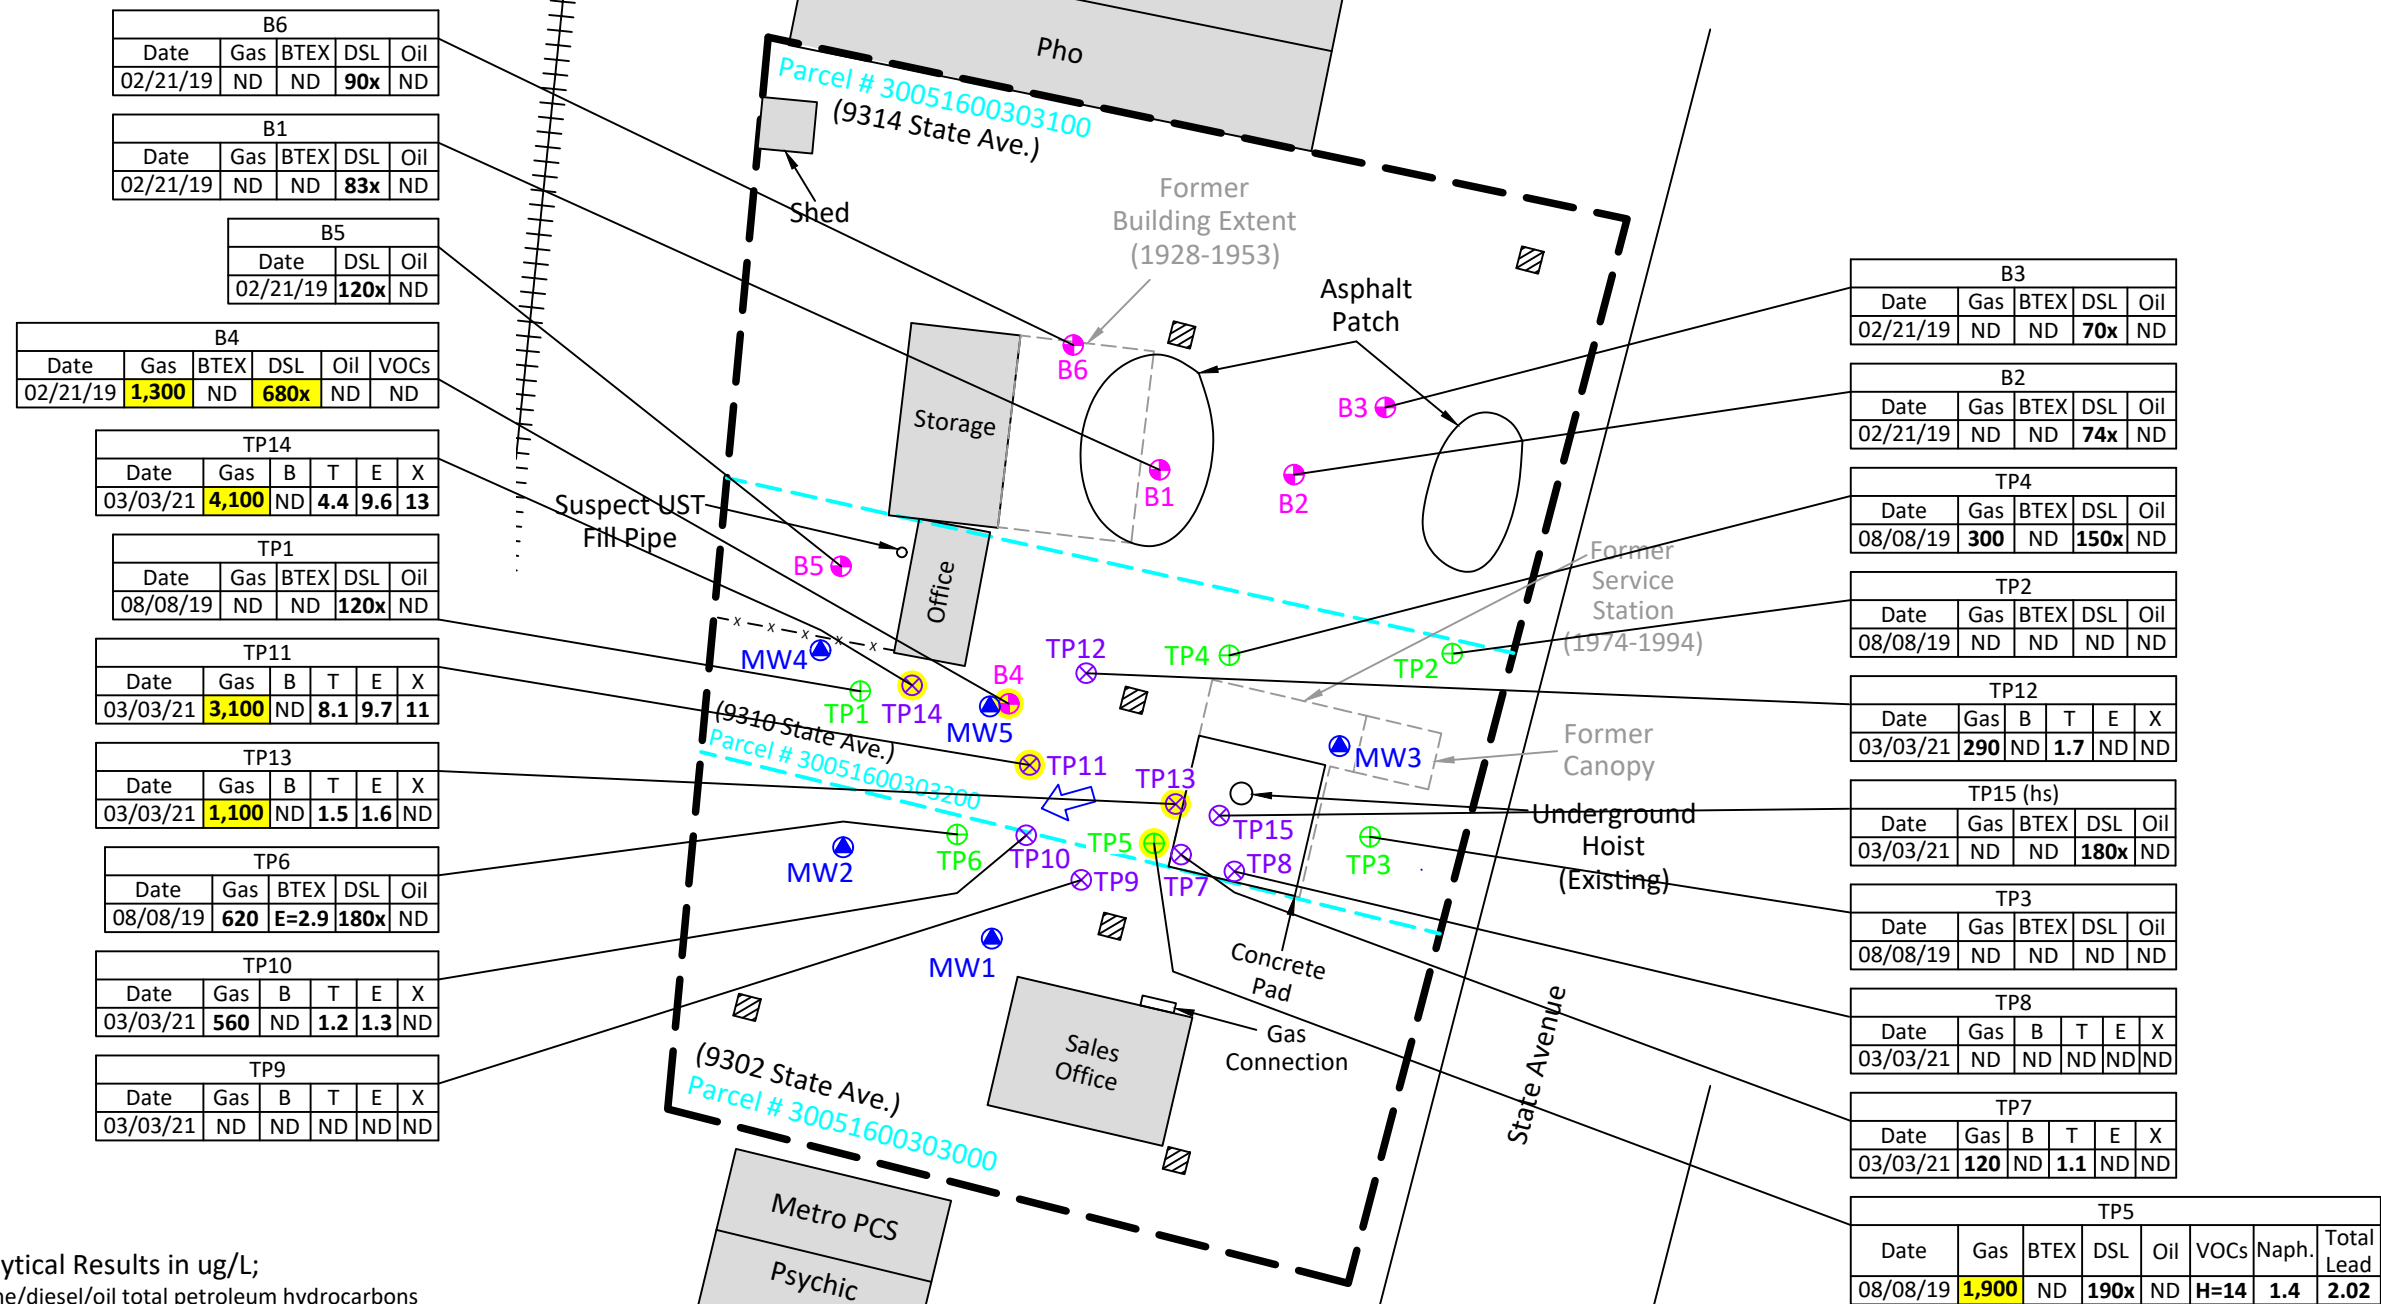 B6
Date Gas BTEX DSL Oil
02/21/19 ND ND 90x ND
B1
Date Gas BTEX DSL Oil
02/21/19 ND ND 83x ND
B5
Date DSL Oil
02/21/19 120x ND
B4
Date Gas BTEX DSL Oil VOCs
02/21/19 1,300 ND 680x ND ND
TP14
Date Gas B T E X
03/03/21 4,100 ND 4.4 9.6 13
TP1
Date Gas BTEX DSL Oil
08/08/19 ND ND 120x ND
TP11
Date Gas B T E X
03/03/21 3,100 ND 8.1 9.7 11
TP13
Date Gas B T E X
03/03/21 1,100 ND 1.5 1.6 ND
TP6
Date Gas BTEX DSL Oil
08/08/19 620 E=2.9 180x ND
TP10
Date Gas B T E X
03/03/21 560 ND 1.2 1.3 ND
TP9
Date Gas B T E X
03/03/21 ND ND ND ND ND
ytical Results in ug/L;
ne/diesel/oil total petroleum hydrocarbons
Pho
Parcel # 30051600303100
(9314 State Ave.)
Shed
Former
Building Extent
(1928-1953)
Asphalt
Patch
B6
B3
Storage
B1
B2
Suspect UST
Fill Pipe
B5
Office
Former
Service
Station
(1974-1994)
x x x x x
MW4
TP12
TP4
TP2
B4
TP1
TP14
MW5
(9310 State Ave.)
Parcel # 30051600303200
TP11
MW3
Former
Canopy
TP13
TP15
Underground
Hoist
(Existing)
TP5
TP6
TP10
TP3
MW2
TP9
TP7
TP8
MW1
Concrete
Pad
Gas
Connection
Sales
Office
State Avenue
(9302 State Ave.)
Parcel # 30051600303000
Metro PCS
Psychic
B3
Date Gas BTEX DSL Oil
02/21/19 ND ND 70x ND
B2
Date Gas BTEX DSL Oil
02/21/19 ND ND 74x ND
TP4
Date Gas BTEX DSL Oil
08/08/19 300 ND 150x ND
TP2
Date Gas BTEX DSL Oil
08/08/19 ND ND ND ND
TP12
Date Gas B T E X
03/03/21 290 ND 1.7 ND ND
TP15 (hs)
Date Gas BTEX DSL Oil
03/03/21 ND ND 180x ND
TP3
Date Gas BTEX DSL Oil
08/08/19 ND ND ND ND
TP8
Date Gas B T E X
03/03/21 ND ND ND ND ND
TP7
Date Gas B T E X
03/03/21 120 ND 1.1 ND ND
TP5
Date Gas BTEX DSL Oil VOCs Naph. Total Lead
08/08/19 1,900 ND 190x ND H=14 1.4 2.02